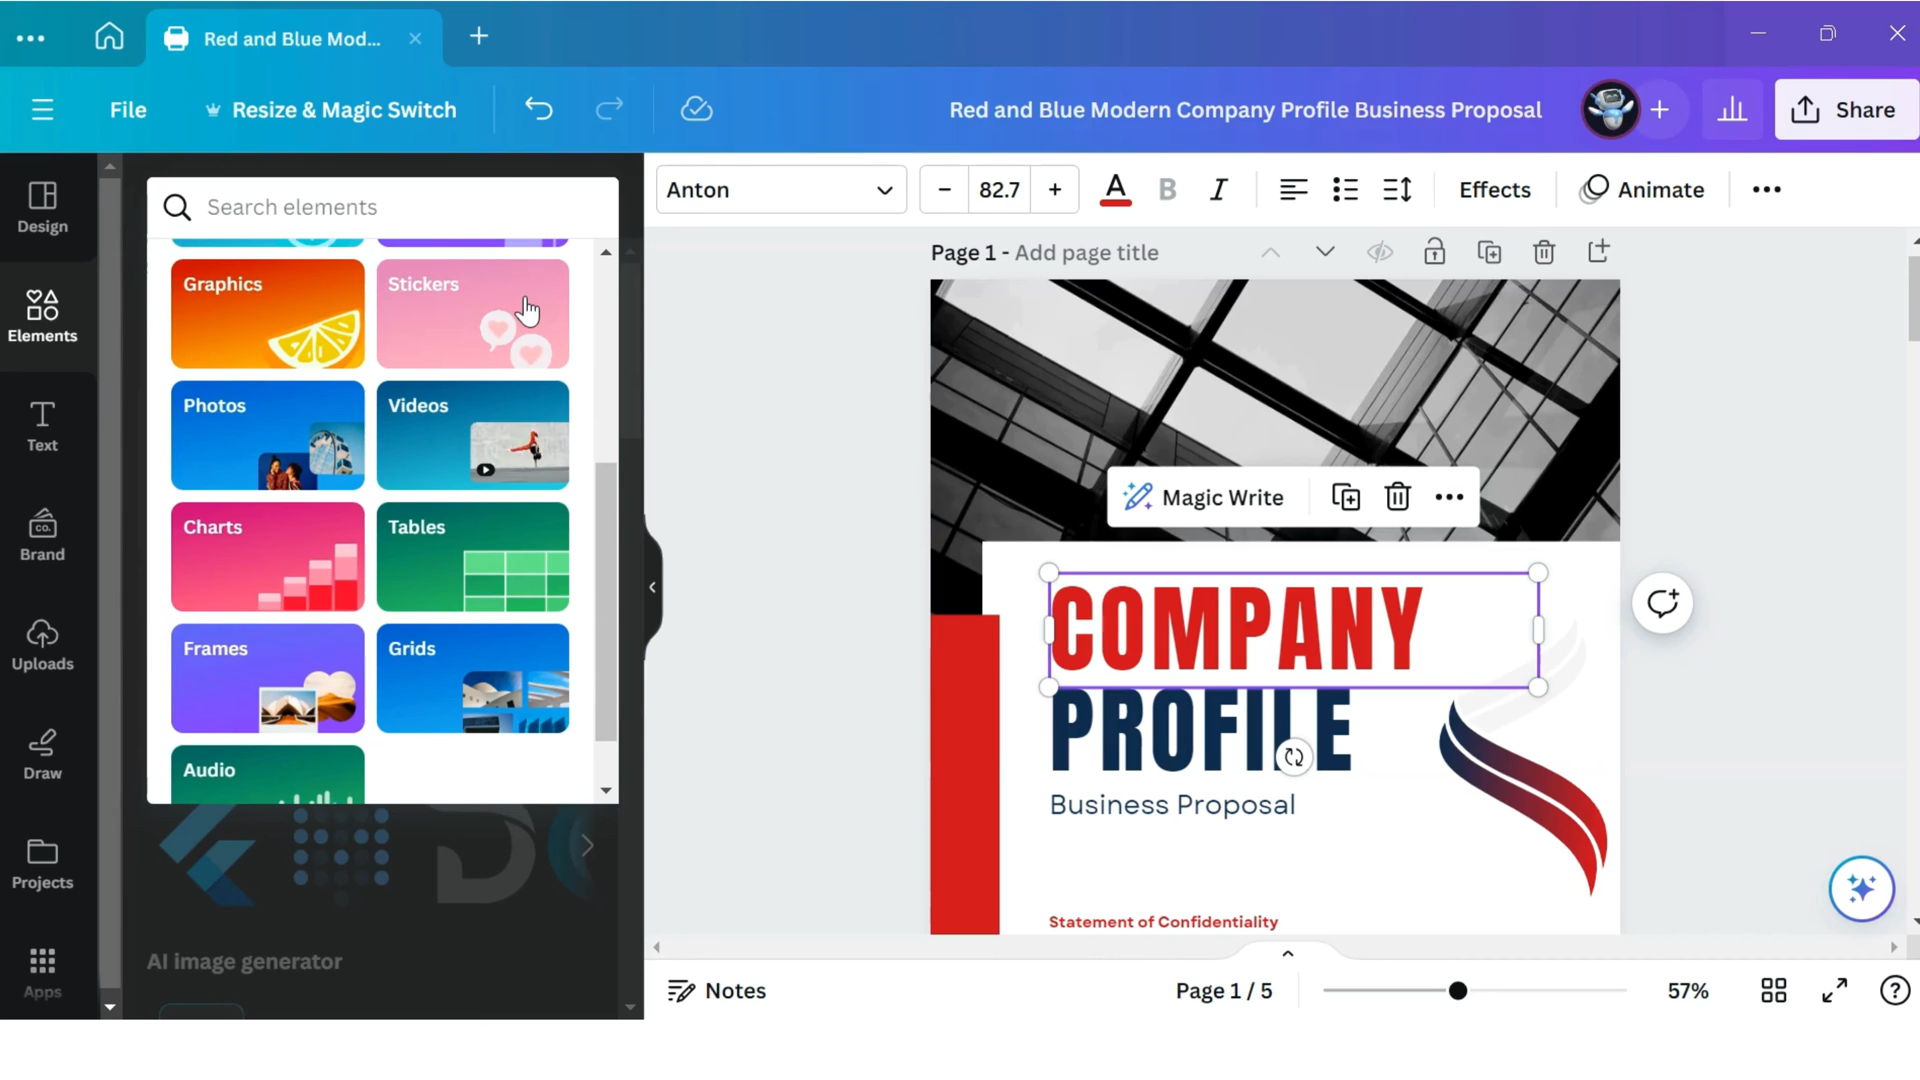 Red and Blue Mod...
File
Resize & Magic Switch
Red and Blue Modern Company Profile Business Proposal
Share
Design
Elements
Text
Brand
CO.
Uploads
Draw
Projects
Apps
Search elements
Graphics
Stickers
Photos
Videos
Charts
Tables
Frames
Grids
Audio
AI image generator
Anton
82.7
A
B
I
Effects
Animate
Page 1 - Add page title
Magic Write
COMPANY
PROFILE
Business Proposal
Statement of Confidentiality
Notes
Page 1 / 5
57%